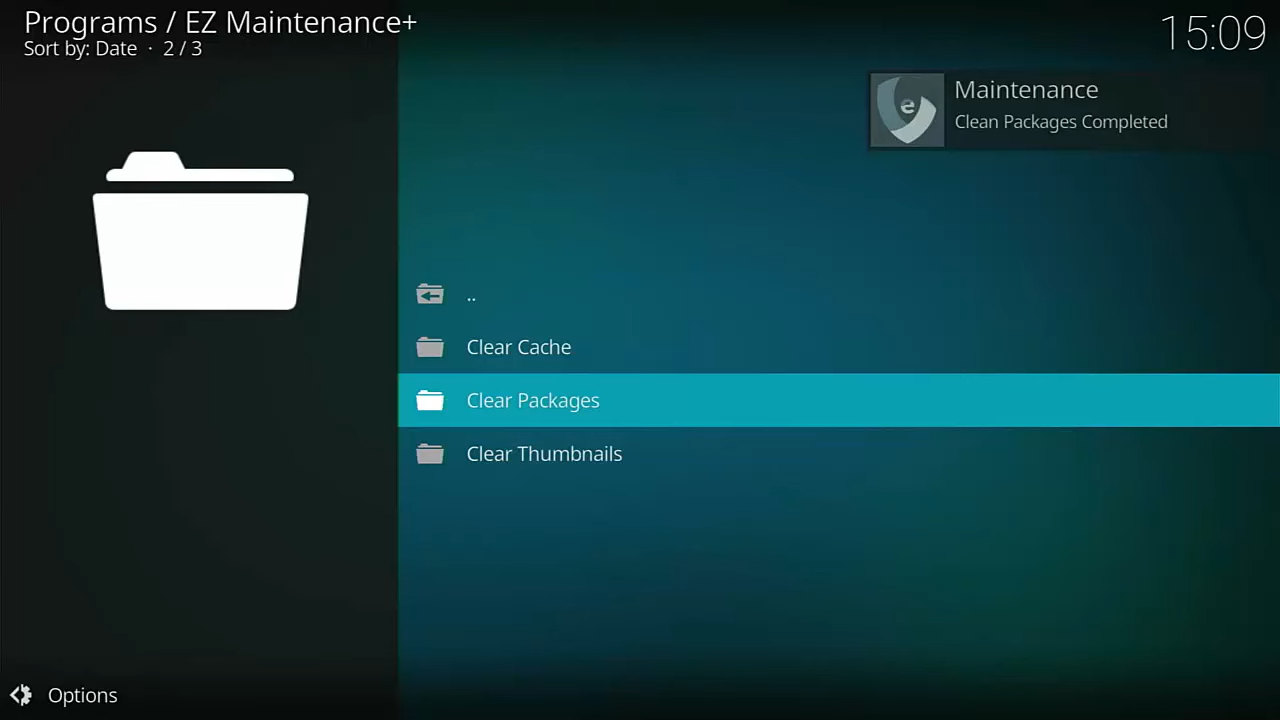 Programs / EZ Maintenance+
Sort by: Date · 2 / 3
15:09
e
Maintenance
Clean Packages Completed
..
Clear Cache
Clear Packages
Clear Thumbnails
Options